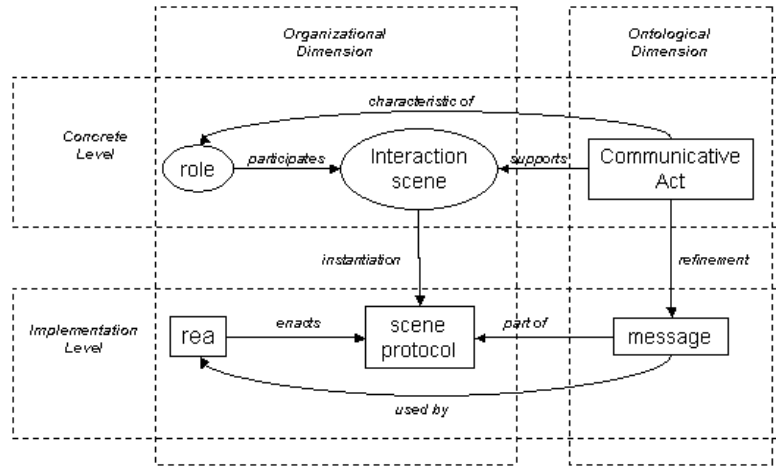 Organizational
Dimension
Ontological
Dimension
characteristic of
Concrete
Level
role
participates
Interaction
scene
supports
Communicative
Act
instantiation
refinement
Implementation
Level
rea
enacts
scene
protocol
part of
message
used by